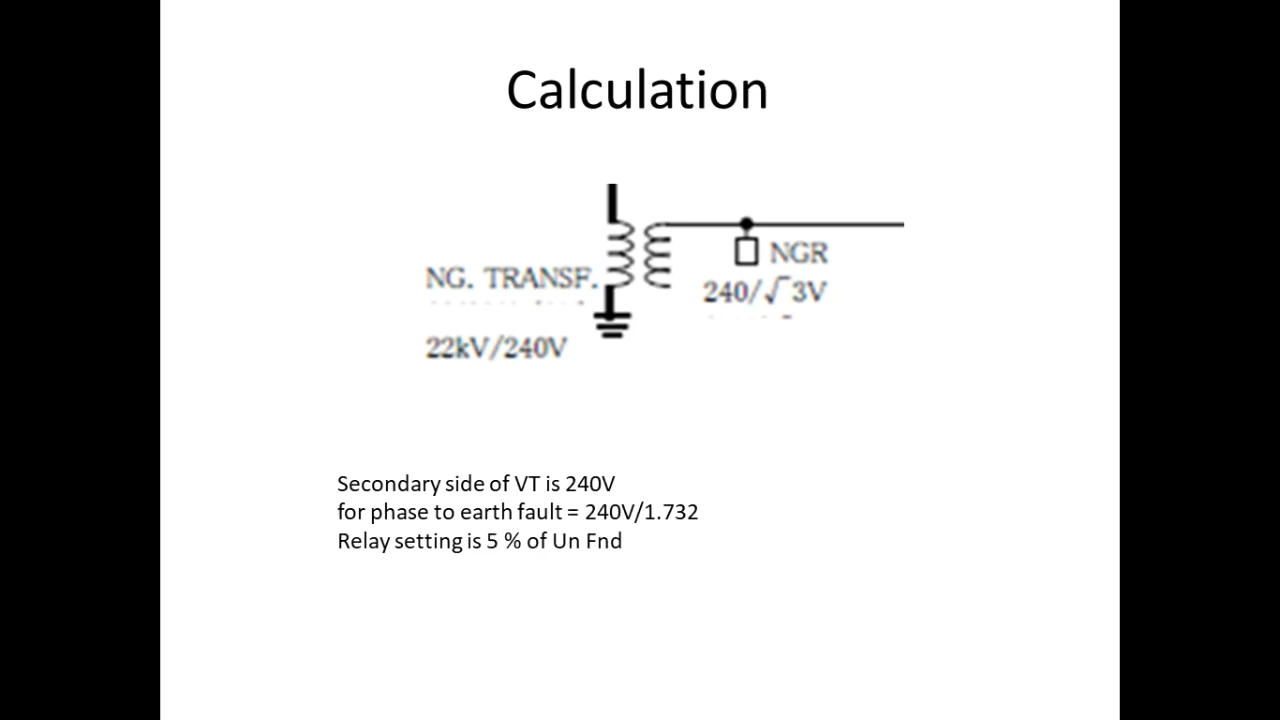 Calculation
NG. TRANSF.
NGR
240/√3V
22kV/240V
Secondary side of VT is 240V
for phase to earth fault = 240V/1.732
Relay setting is 5 % of Un Fnd